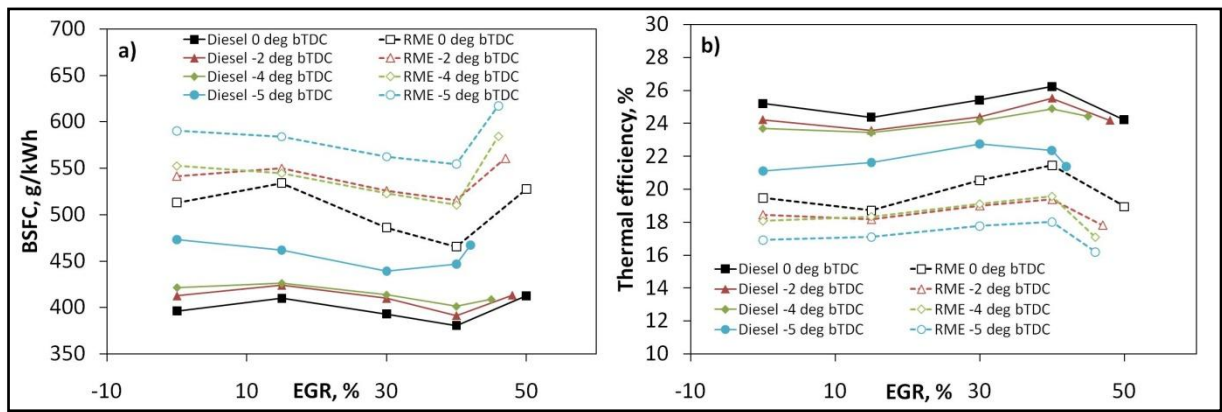 a)
Diesel 0 deg bTDC
RME 0 deg bTDC
Diesel -2 deg bTDC
RME -2 deg bTDC
Diesel -4 deg bTDC
RME -4 deg bTDC
Diesel -5 deg bTDC
RME -5 deg bTDC
BSFC, g/kWh
700
650
600
550
500
450
400
350
-10
10
30
50
EGR, %
b)
Thermal efficiency, %
30
28
26
24
22
20
18
16
14
12
10
Diesel 0 deg bTDC
RME 0 deg bTDC
Diesel -2 deg bTDC
RME -2 deg bTDC
Diesel -4 deg bTDC
RME -4 deg bTDC
Diesel -5 deg bTDC
RME -5 deg bTDC
-10
10
30
50
EGR, %